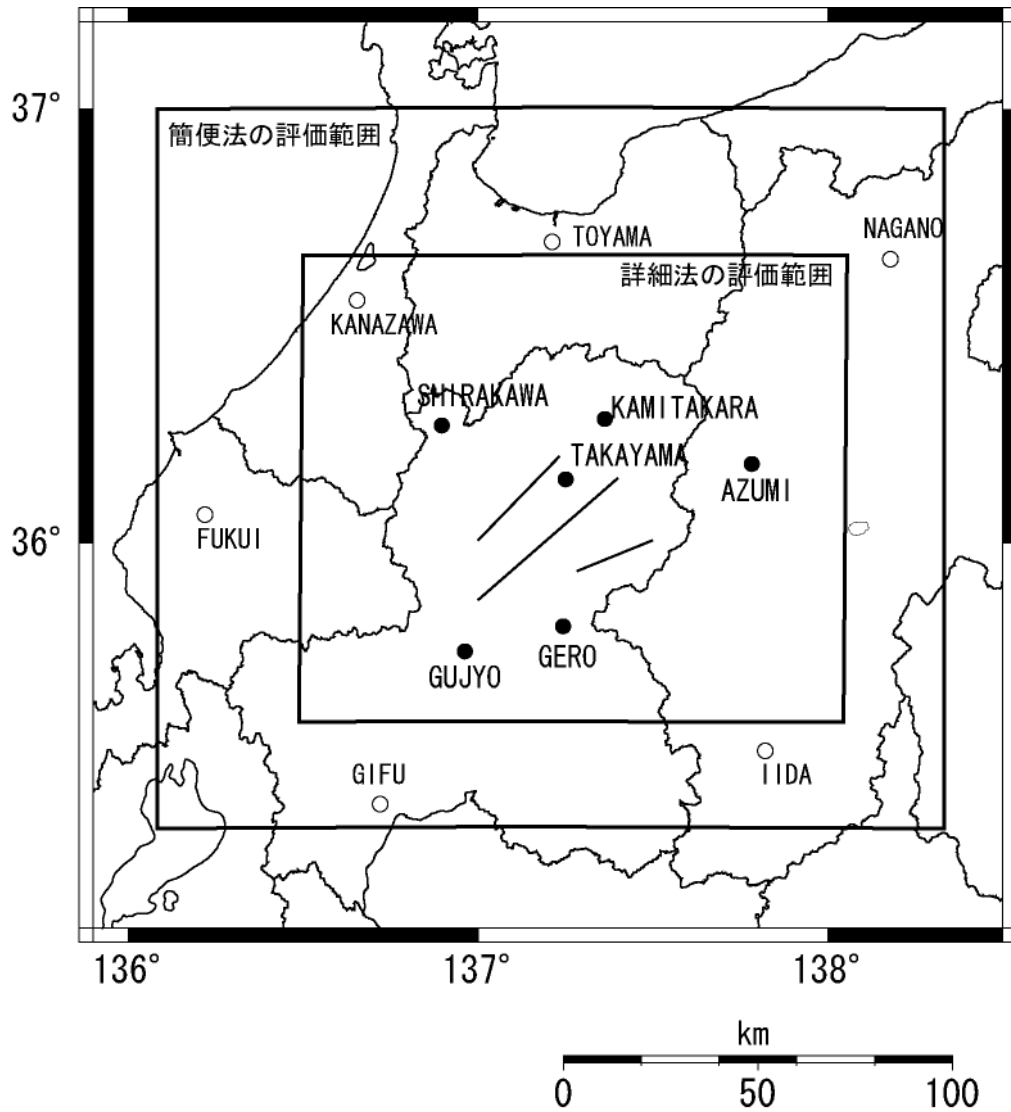 37°
簡便法の評価範囲
NAGANO
TOYAMA
詳細法の評価範囲
KANAZAWA
SHIRAKAWA
KAMITAKARA
TAKAYAMA
AZUMI
36°
FUKUI
GERO
GUJYO
GIFU
IIDA
136°
137°
138°
km
0
50
100